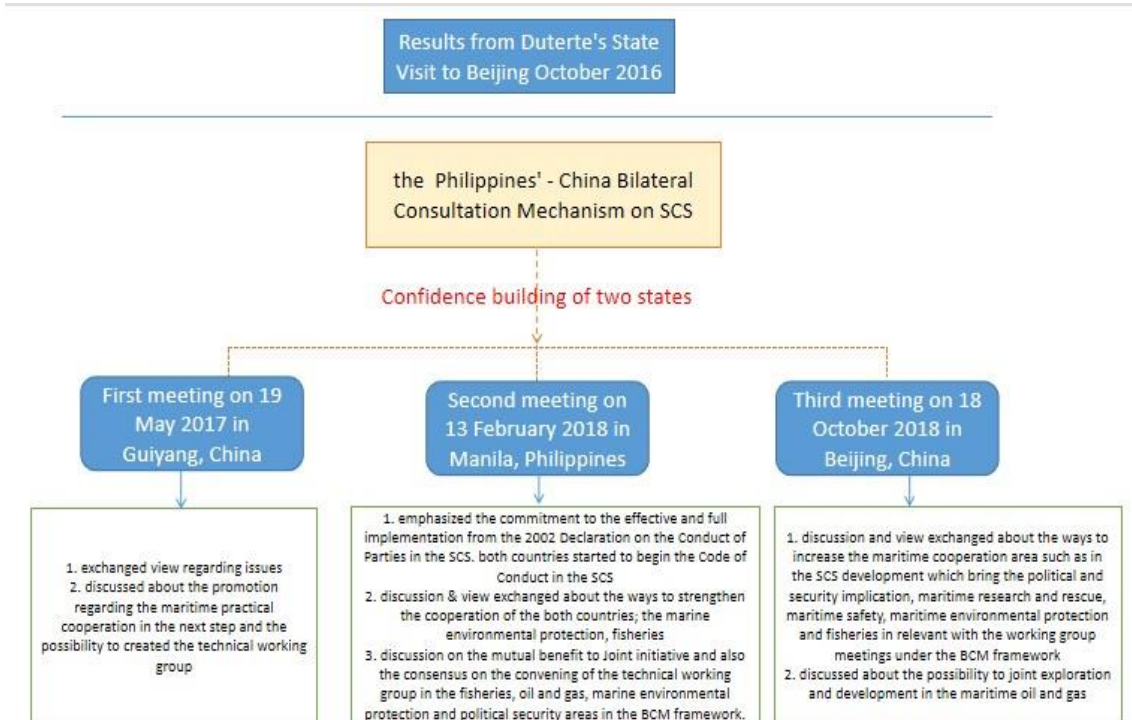 Results from Duterte's State
Visit to Beijing October 2016
the Philippines' - China Bilateral
Consultation Mechanism on SCS
Confidence building of two states
First meeting on 19
May 2017 in
Guiyang, China
Second meeting on
13 February 2018 in
Manila, Philippines
Third meeting on 18
October 2018 in
Beijing, China
1. exchanged view regarding issues
2. discussed about the promotion
regarding the maritime practical
cooperation in the next step and the
possibility to created the technical working
group
1. emphasized the commitment to the effective and full
implementation from the 2002 Declaration on the Conduct of
Parties in the SCS. both countries started to begin the Code of
Conduct in the SCS
2. discussion & view exchanged about the ways to strengthen
the cooperation of the both countries; the marine
environmental protection, fisheries
3. discussion on the mutual benefit to Joint initiative and also
the consensus on the convening of the technical working
group in the fisheries, oil and gas, marine environmental
protection and political security areas in the BCM framework.
1. discussion and view exchanged about the ways to
increase the maritime cooperation area such as in
the SCS development which bring the political and
security implication, maritime research and rescue,
maritime safety, maritime environmental protection
and fisheries in relevant with the working group
meetings under the BCM framework
2. discussed about the possibility to joint exploration
and development in the maritime oil and gas